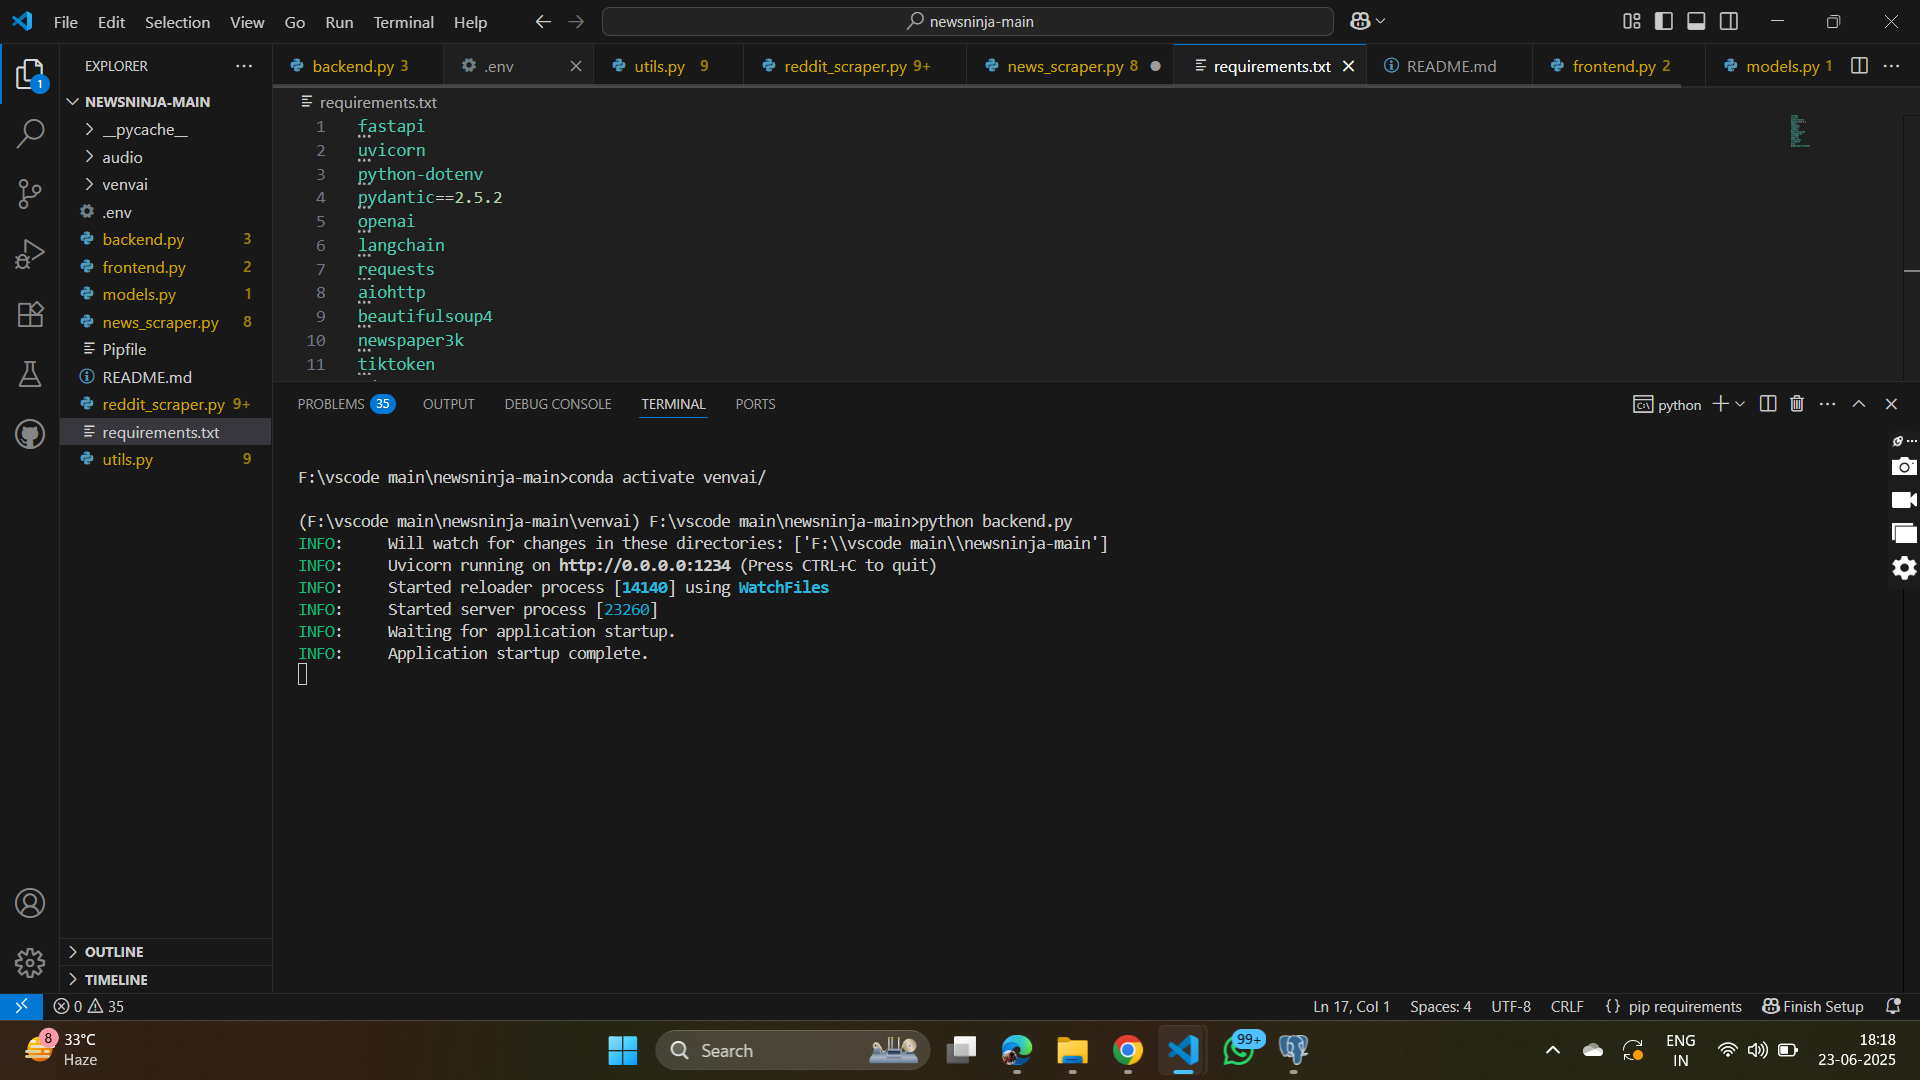 File Edit Selection View Go Run Terminal Help
newsninja-main
EXPLORER
1
NEWSNINJA-MAIN
__pycache__
audio
venvai
.env
backend.py 3
frontend.py 2
models.py 1
news_scraper.py 8
Pipfile
README.md
reddit_scraper.py 9+
requirements.txt
utils.py 9
OUTLINE
TIMELINE
backend.py 3 .env utils.py 9 reddit_scraper.py 9+ news_scraper.py 8 requirements.txt README.md frontend.py 2 models.py 1
requirements.txt
1 fastapi
2 uvicorn
3 python-dotenv
4 pydantic==2.5.2
5 openai
6 langchain
7 requests
8 aiohttp
9 beautifulsoup4
10 newspaper3k
11 tiktoken
PROBLEMS 35 OUTPUT DEBUG CONSOLE TERMINAL PORTS
python
F:\vscode main\newsninja-main>conda activate venvai/
(F:\vscode main\newsninja-main\venvai) F:\vscode main\newsninja-main>python backend.py
INFO: Will watch for changes in these directories: ['F:\\vscode main\\newsninja-main']
INFO: Uvicorn running on http://0.0.0.0:1234 (Press CTRL+C to quit)
INFO: Started reloader process [14140] using WatchFiles
INFO: Started server process [23260]
INFO: Waiting for application startup.
INFO: Application startup complete.
0 35
Ln 17, Col 1 Spaces: 4 UTF-8 CRLF {} pip requirements Finish Setup
8
33°C
Haze
Search
99+
ENG
IN
18:18
23-06-2025